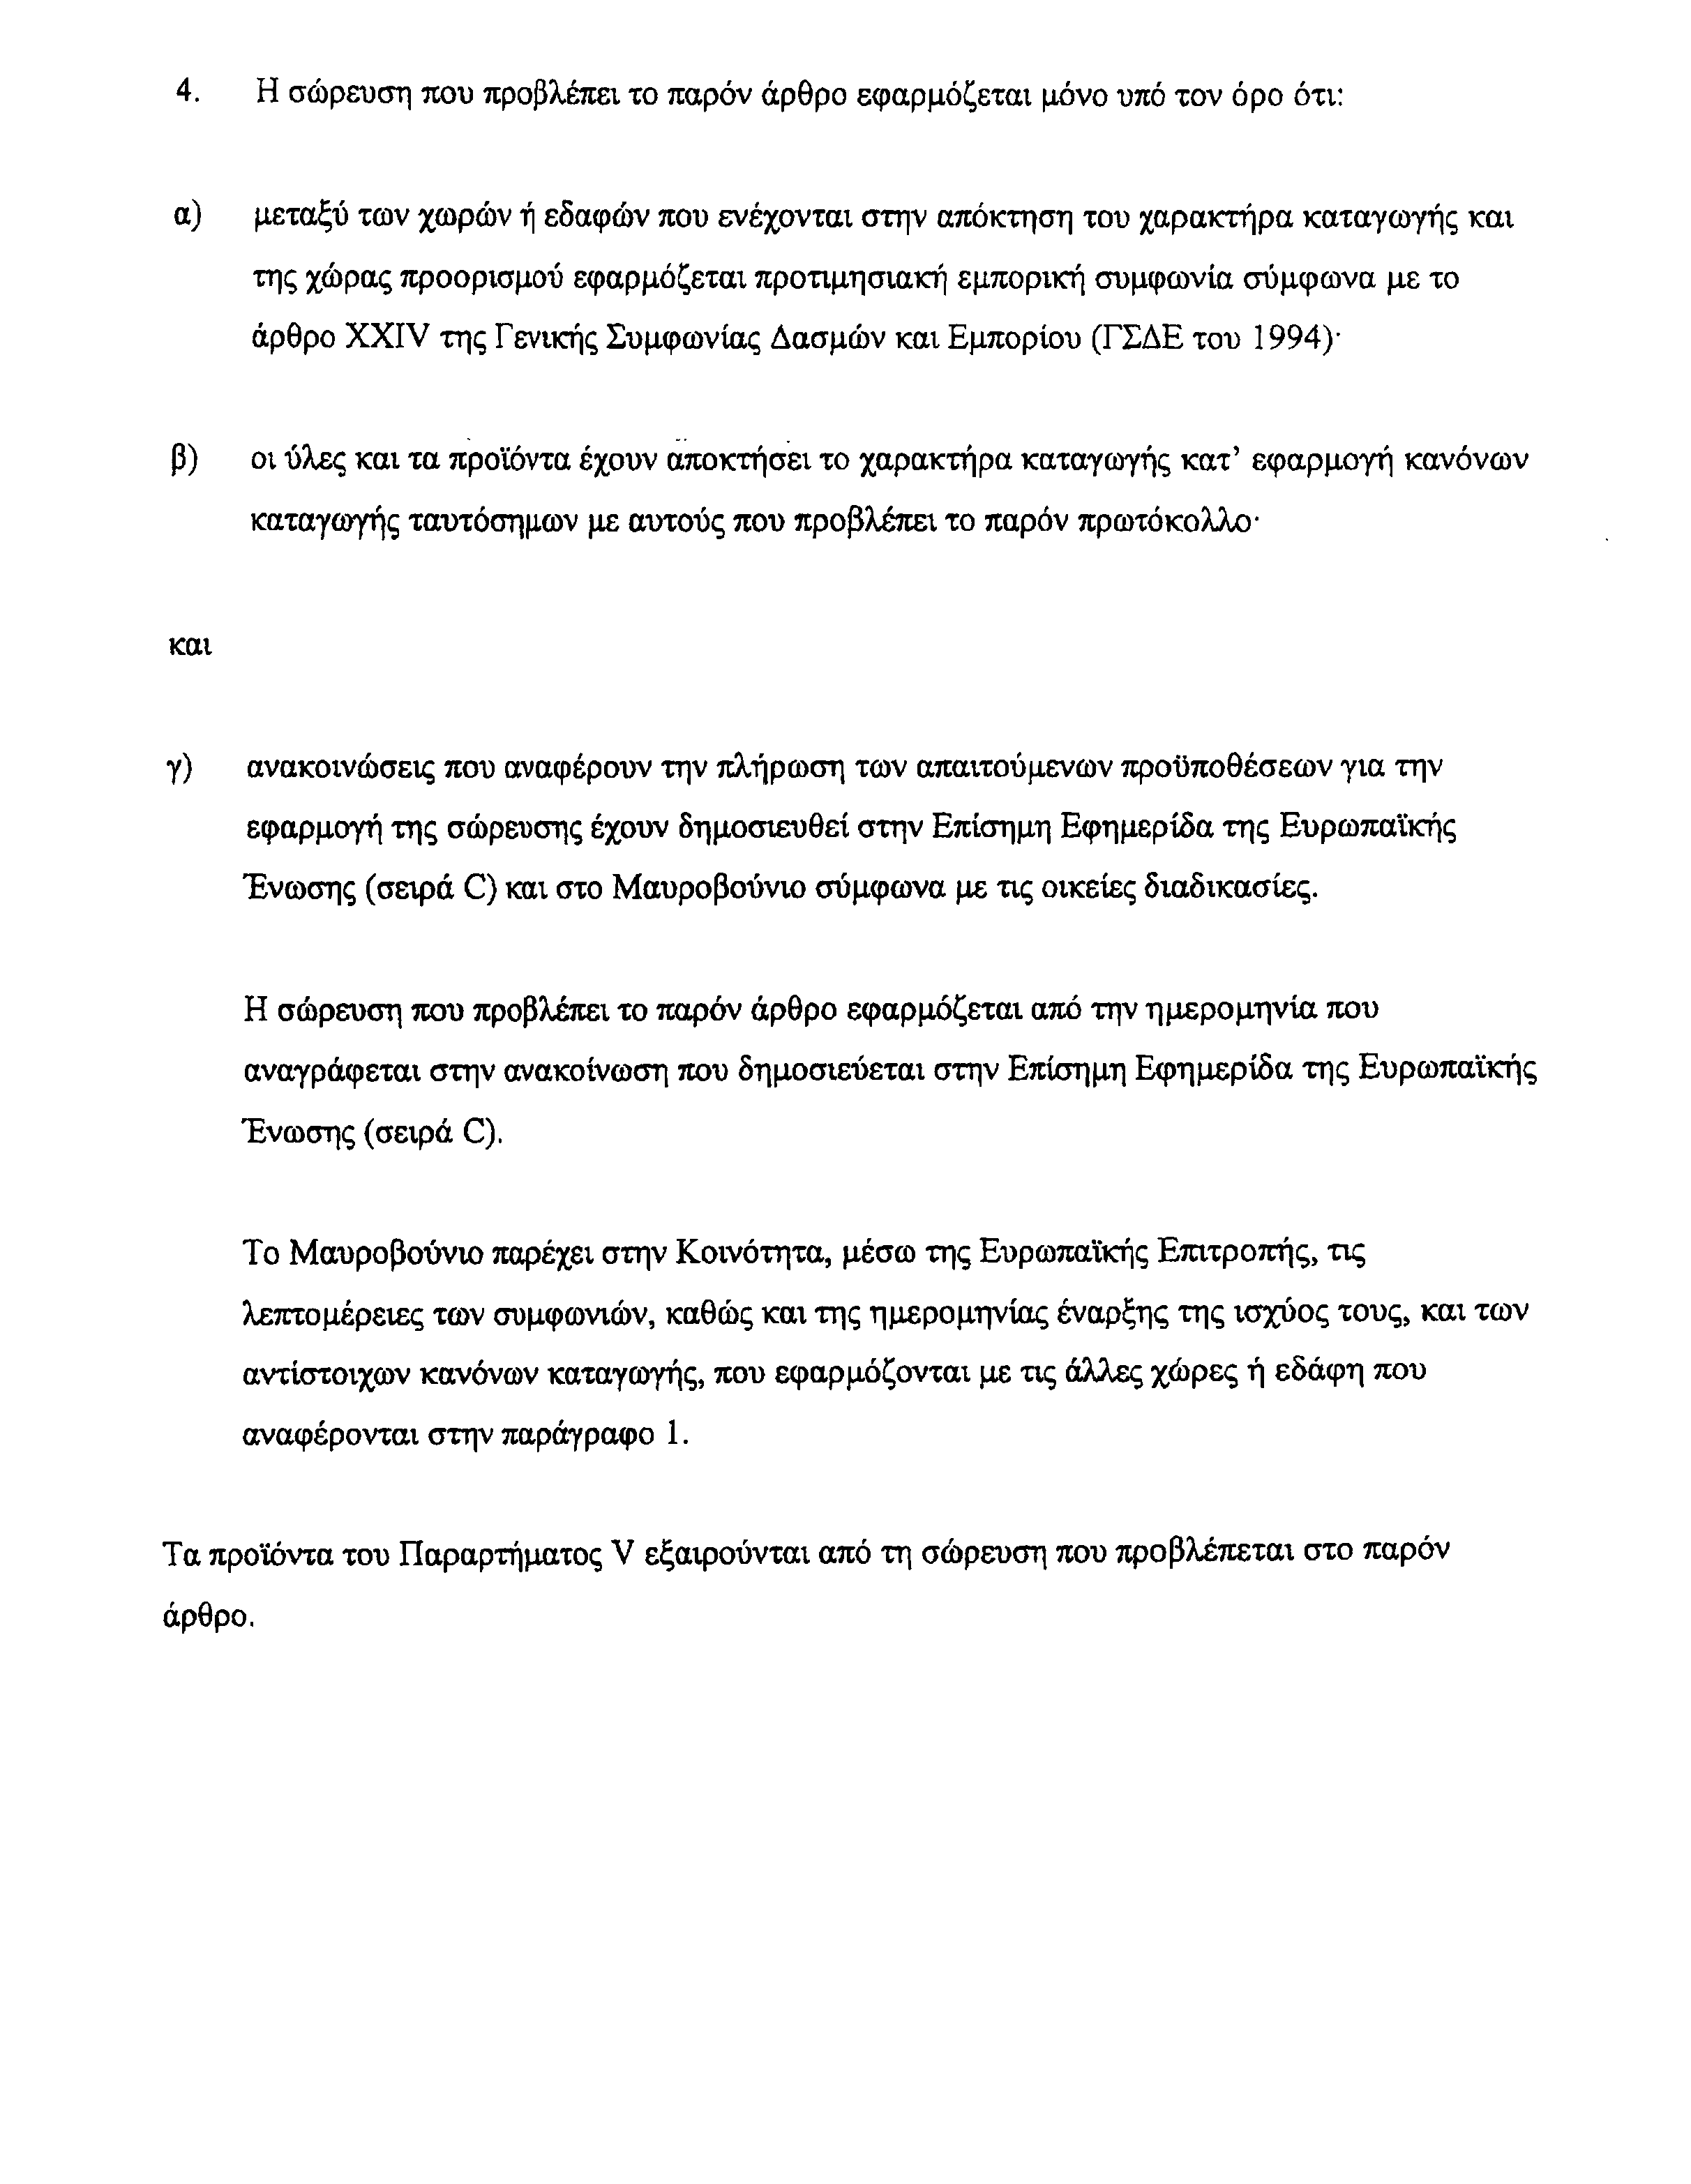 4. Η σώρευση που προβλέπει το παρόν άρθρο εφαρμόζεται μόνο υπό τον όρο ότι:
α) μεταξύ των χωρών ή εδαφών που ενέχονται στην απόκτηση του χαρακτήρα καταγωγής και
της χώρας προορισμού εφαρμόζεται προτιμησιακή εμπορική συμφωνία σύμφωνα με το
άρθρο XXIV της Γενικής Συμφωνίας Δασμών και Εμπορίου (ΓΣΔΕ του 1994)·
β) οι ύλες και τα προϊόντα έχουν αποκτήσει το χαρακτήρα καταγωγής κατ’ εφαρμογή κανόνων
καταγωγής ταυτόσημων με αυτούς που προβλέπει το παρόν πρωτόκολλο·
και
γ) ανακοινώσεις που αναφέρουν την πλήρωση των απαιτούμενων προϋποθέσεων για την
εφαρμογή της σώρευσης έχουν δημοσιευθεί στην Επίσημη Εφημερίδα της Ευρωπαϊκής
Ένωσης (σειρά C) και στο Μαυροβούνιο σύμφωνα με τις οικείες διαδικασίες.
Η σώρευση που προβλέπει το παρόν άρθρο εφαρμόζεται από την ημερομηνία που
αναγράφεται στην ανακοίνωση που δημοσιεύεται στην Επίσημη Εφημερίδα της Ευρωπαϊκής
Ένωσης (σειρά C).
Το Μαυροβούνιο παρέχει στην Κοινότητα, μέσω της Ευρωπαϊκής Επιτροπής, τις
λεπτομέρειες των συμφωνιών, καθώς και της ημερομηνίας έναρξης της ισχύος τους, και των
αντίστοιχων κανόνων καταγωγής, που εφαρμόζονται με τις άλλες χώρες ή εδάφη που
αναφέρονται στην παράγραφο 1.
Τα προϊόντα του Παραρτήματος V εξαιρούνται από τη σώρευση που προβλέπεται στο παρόν
άρθρο.